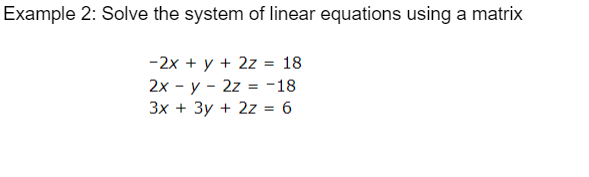 Example 2: Solve the system of linear equations using a matrix
-2x + y + 2z = 18
2x - y - 2z = -18
3x + 3y + 2z = 6